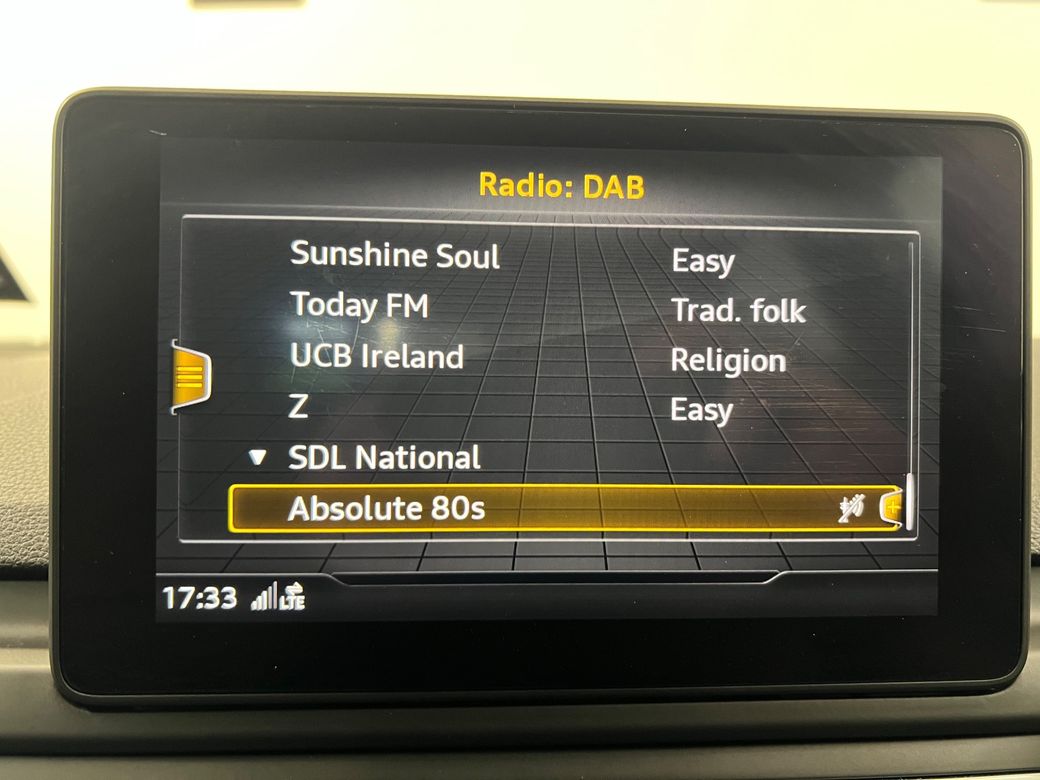 Radio: DAB
Sunshine Soul Easy
Today FM Trad. folk
UCB Ireland Religion
Z Easy
SDL National
Absolute 80s
17:33 LTE